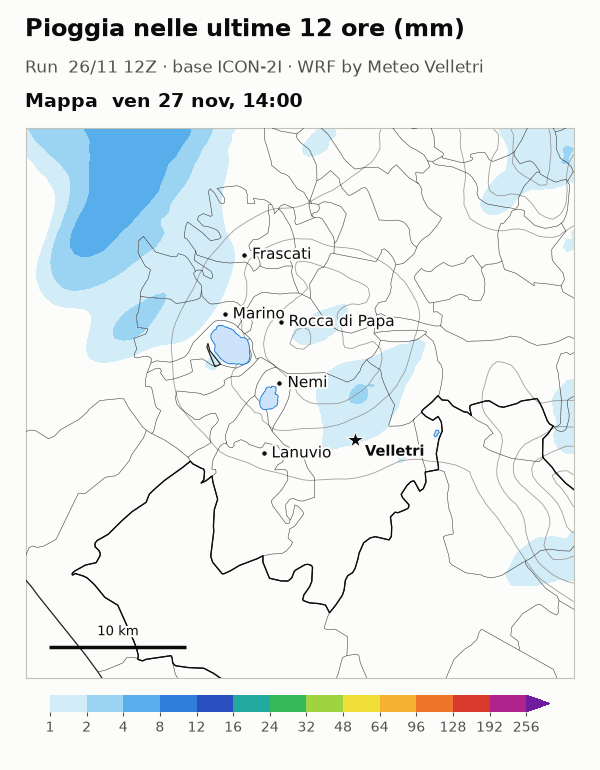 Pioggia nelle ultime 12 ore (mm)
Run  26/11 12Z · base ICON-2I · WRF by Meteo Velletri
Mappa  ven 27 nov, 14:00
Frascati
Marino
Rocca di Papa
Nemi
Velletri
Lanuvio
10 km
1 2 4 8 12 16 24 32 48 64 96 128 192 256